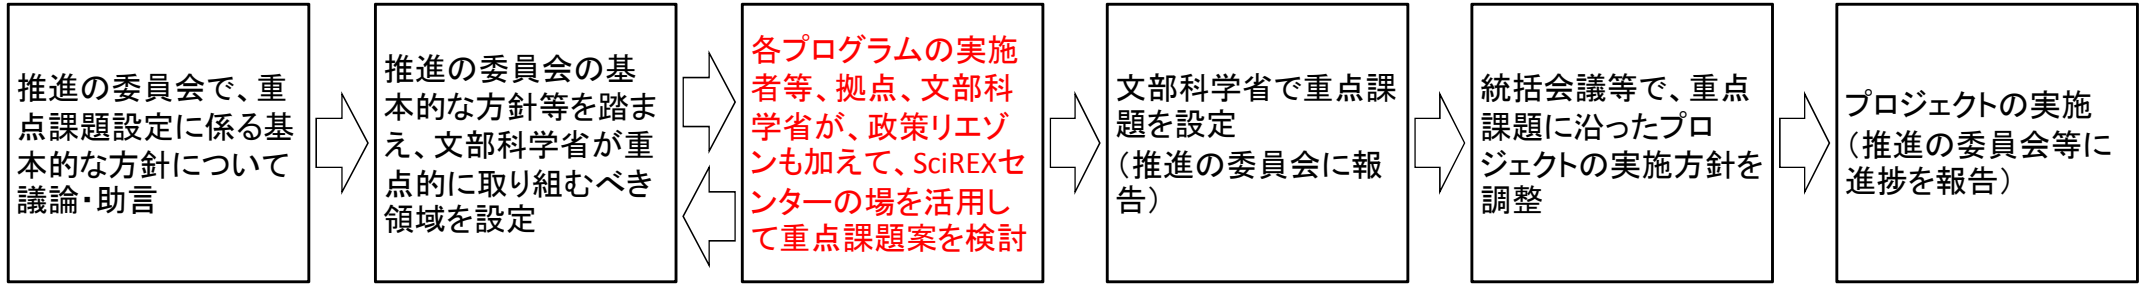 推進の委員会で、重
点課題設定に係る基
本的な方針について
議論・助言
推進の委員会の基
本的な方針等を踏ま
え、文部科学省が重
点的に取り組むべき
領域を設定
各プログラムの実施
者等、拠点、文部科
学省が、政策リエゾ
ンも加えて、SciREXセ
ンターの場を活用し
て重点課題案を検討
文部科学省で重点課
題を設定
（推進の委員会に報
告）
統括会議等で、重点
課題に沿ったプロ
ジェクトの実施方針を
調整
プロジェクトの実施
（推進の委員会等に
進捗を報告）